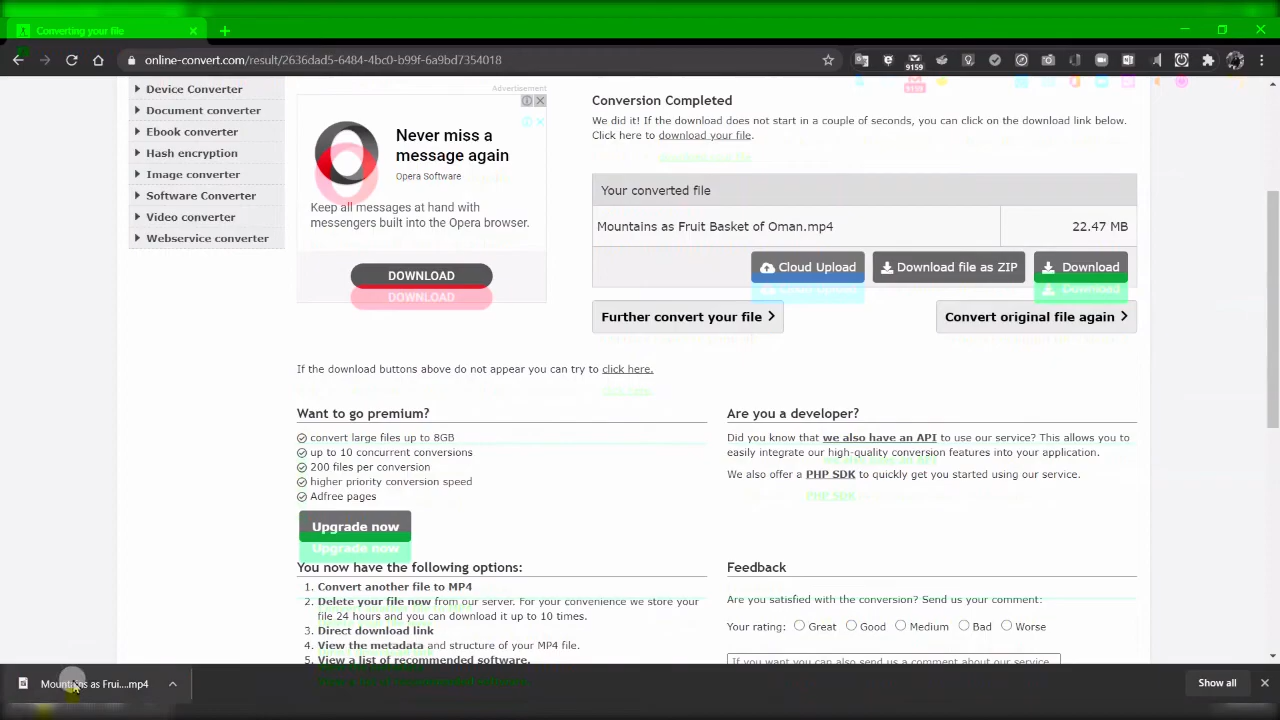 Converting your file
online-convert.com/result/2636dad5-6484-4bc0-b99f-6a9bd7354018
9159
Device Converter
Document converter
Ebook converter
Hash encryption
Image converter
Software Converter
Video converter
Webservice converter
Advertisement
Never miss a
message again
Opera Software
Keep all messages at hand with
messengers built into the Opera browser.
DOWNLOAD
Conversion Completed
We did it! If the download does not start in a couple of seconds, you can click on the download link below.
Click here to download your file.
Your converted file
Mountains as Fruit Basket of Oman.mp4 22.47 MB
Cloud Upload Download file as ZIP Download
Further convert your file Convert original file again
If the download buttons above do not appear you can try to click here.
Want to go premium?
convert large files up to 8GB
up to 10 concurrent conversions
200 files per conversion
higher priority conversion speed
Adfree pages
Upgrade now
Are you a developer?
Did you know that we also have an API to use our service? This allows you to
easily integrate our high-quality conversion features into your application.
We also offer a PHP SDK to quickly get you started using our service.
You now have the following options:
1. Convert another file to MP4
2. Delete your file now from our server. For your convenience we store your
file 24 hours and you can download it up to 10 times.
3. Direct download link
4. View the metadata and structure of your MP4 file.
5. View a list of recommended software.
Feedback
Are you satisfied with the conversion? Send us your comment:
Your rating: Great Good Medium Bad Worse
If you want you can also send us a comment about our service
Mountains as Frui....mp4
Show all